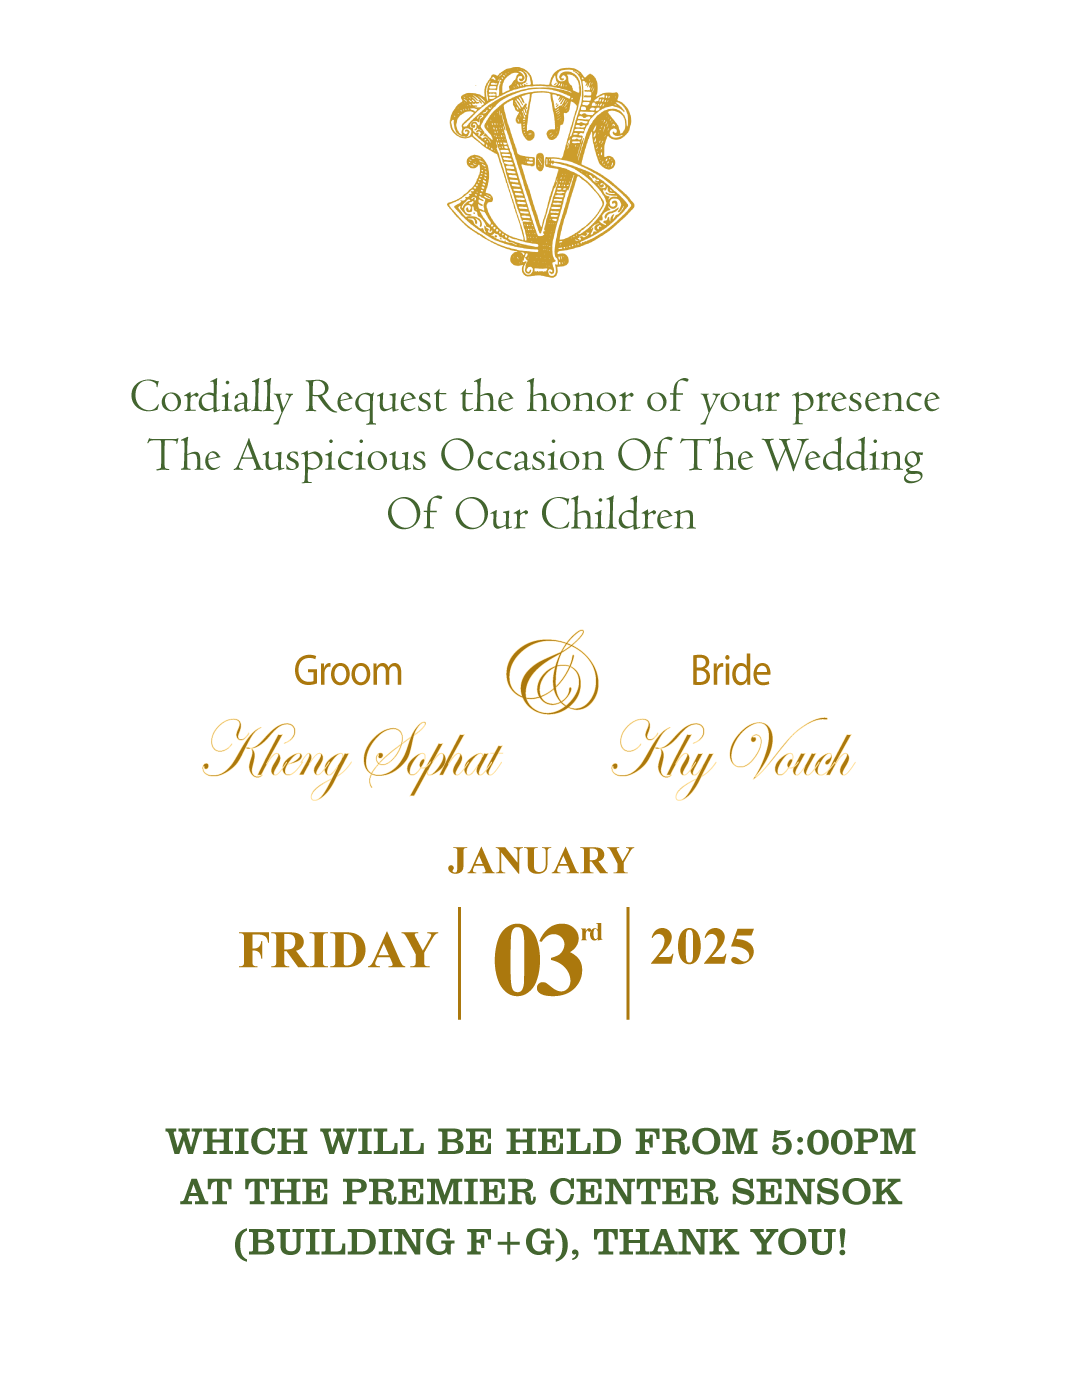 VS
Cordially Request the honor of your presence
The Auspicious Occasion Of The Wedding
Of Our Children
Groom & Bride
Kheng Sophat Khy Vouch
JANUARY
FRIDAY 03rd 2025
WHICH WILL BE HELD FROM 5:00PM
AT THE PREMIER CENTER SENSOK
(BUILDING F+G), THANK YOU!